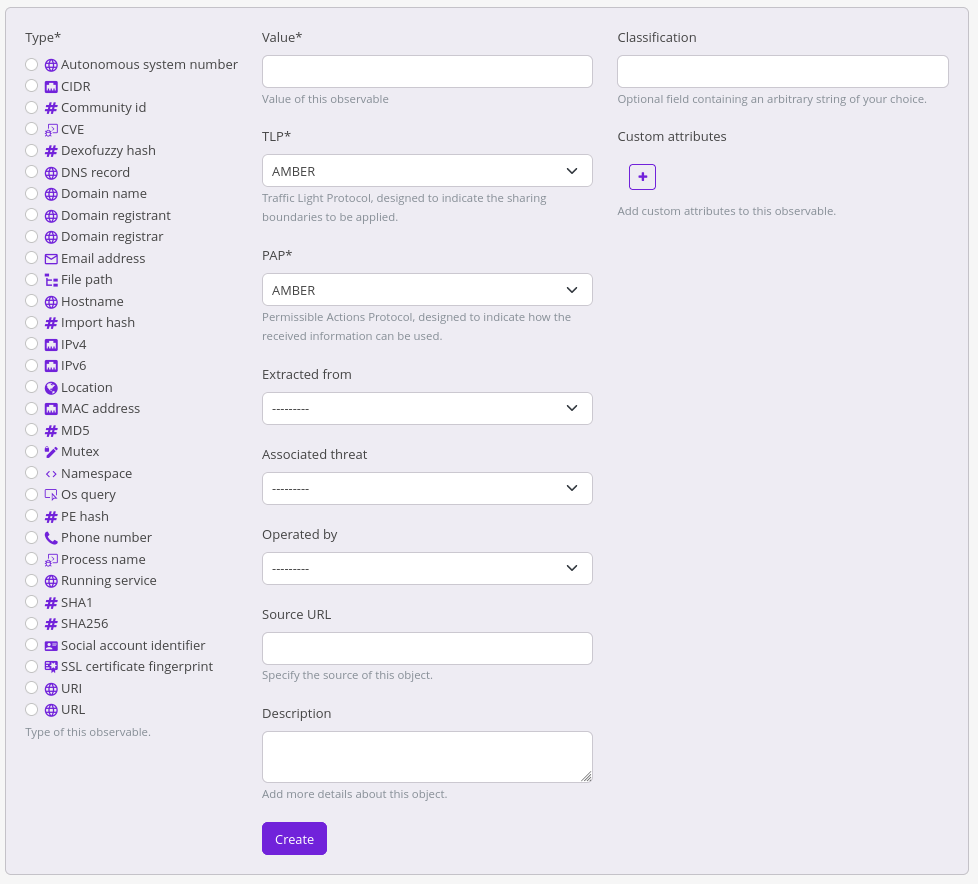 Type*
Autonomous system number
CIDR
Community id
CVE
Dexofuzzy hash
DNS record
Domain name
Domain registrant
Domain registrar
Email address
File path
Hostname
Import hash
IPv4
IPv6
Location
MAC address
MD5
Mutex
Namespace
Os query
PE hash
Phone number
Process name
Running service
SHA1
SHA256
Social account identifier
SSL certificate fingerprint
URI
URL
Type of this observable.
Value*
Value of this observable
TLP*
AMBER
Traffic Light Protocol, designed to indicate the sharing
boundaries to be applied.
PAP*
AMBER
Permissible Actions Protocol, designed to indicate how the
received information can be used.
Extracted from
---------
Associated threat
---------
Operated by
---------
Source URL
Specify the source of this object.
Description
Add more details about this object.
Create
Classification
Optional field containing an arbitrary string of your choice.
Custom attributes
+
Add custom attributes to this observable.